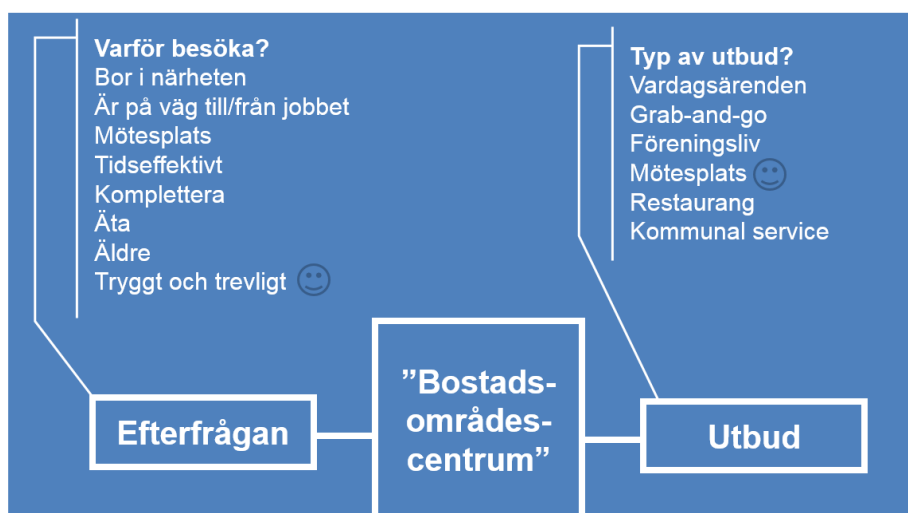 Varför besöka?
Bor i närheten
Är på väg till/från jobbet
Mötesplats
Tidseffektivt
Komplettera
Äta
Äldre
Tryggt och trevligt
Typ av utbud?
Vardagsärenden
Grab-and-go
Föreningsliv
Mötesplats
Restaurang
Kommunal service
Efterfrågan
”Bostads-
områdes-
centrum”
Utbud